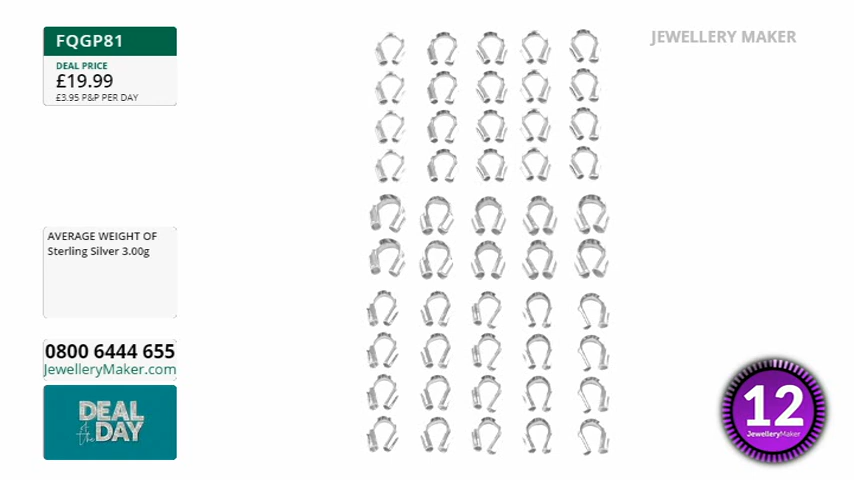 FQGP81
DEAL PRICE
£19.99
£3.95 P&P PER DAY
JEWELLERY MAKER
AVERAGE WEIGHT OF
Sterling Silver 3.00g
0800 6444 655
JewelleryMaker.com
DEAL
of the
DAY
12
JewelleryMaker